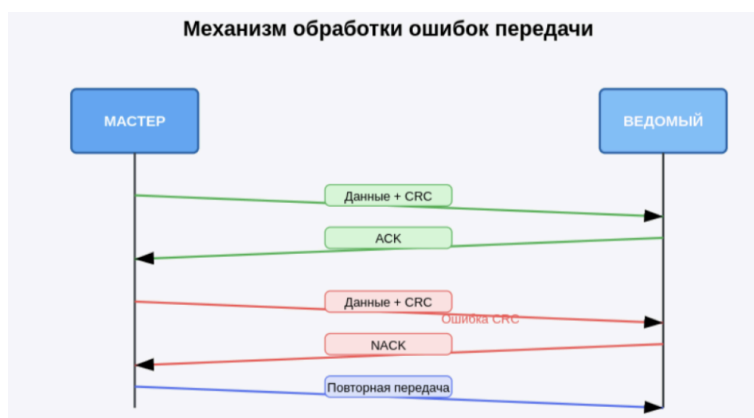 Механизм обработки ошибок передачи
МАСТЕР
ВЕДОМЫЙ
Данные + CRC
ACK
Данные + CRC
Ошибка CRC
NACK
Повторная передача